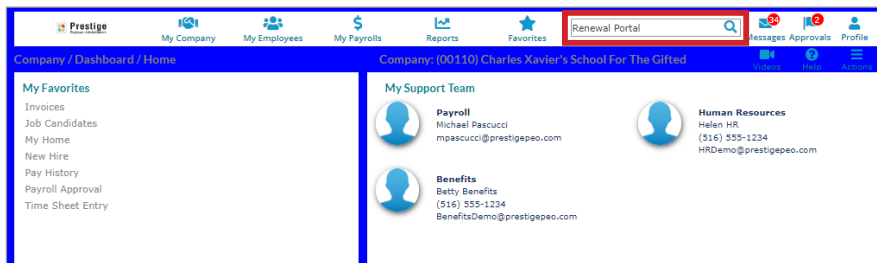 Prestige
My Company
My Employees
My Payrolls
Reports
Favorites
Renewal Portal
34
Messages
2
Approvals
Profile
Company / Dashboard / Home
Company: (00110) Charles Xavier's School For The Gifted
Videos
Help
Actions
My Favorites
Invoices
Job Candidates
My Home
New Hire
Pay History
Payroll Approval
Time Sheet Entry
My Support Team
Payroll
Michael Pascucci
mpascucci@prestigepeo.com
Human Resources
Helen HR
(516) 555-1234
HRDemo@prestigepeo.com
Benefits
Betty Benefits
(516) 555-1234
BenefitsDemo@prestigepeo.com